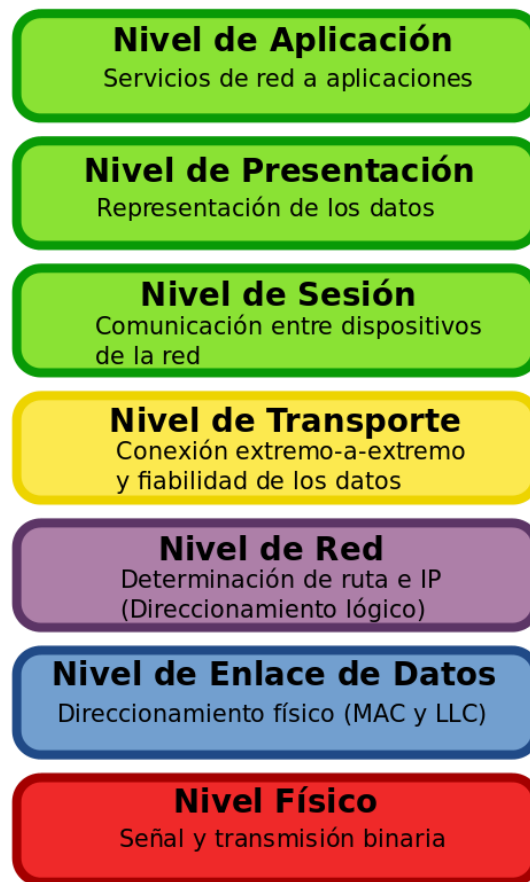 Nivel de Aplicación
Servicios de red a aplicaciones
Nivel de Presentación
Representación de los datos
Nivel de Sesión
Comunicación entre dispositivos
de la red
Nivel de Transporte
Conexión extremo-a-extremo
y fiabilidad de los datos
Nivel de Red
Determinación de ruta e IP
(Direccionamiento lógico)
Nivel de Enlace de Datos
Direccionamiento físico (MAC y LLC)
Nivel Físico
Señal y transmisión binaria